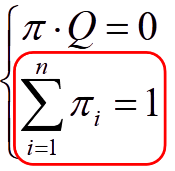 π · Q = 0
∑_{i=1}^{n} π_i = 1